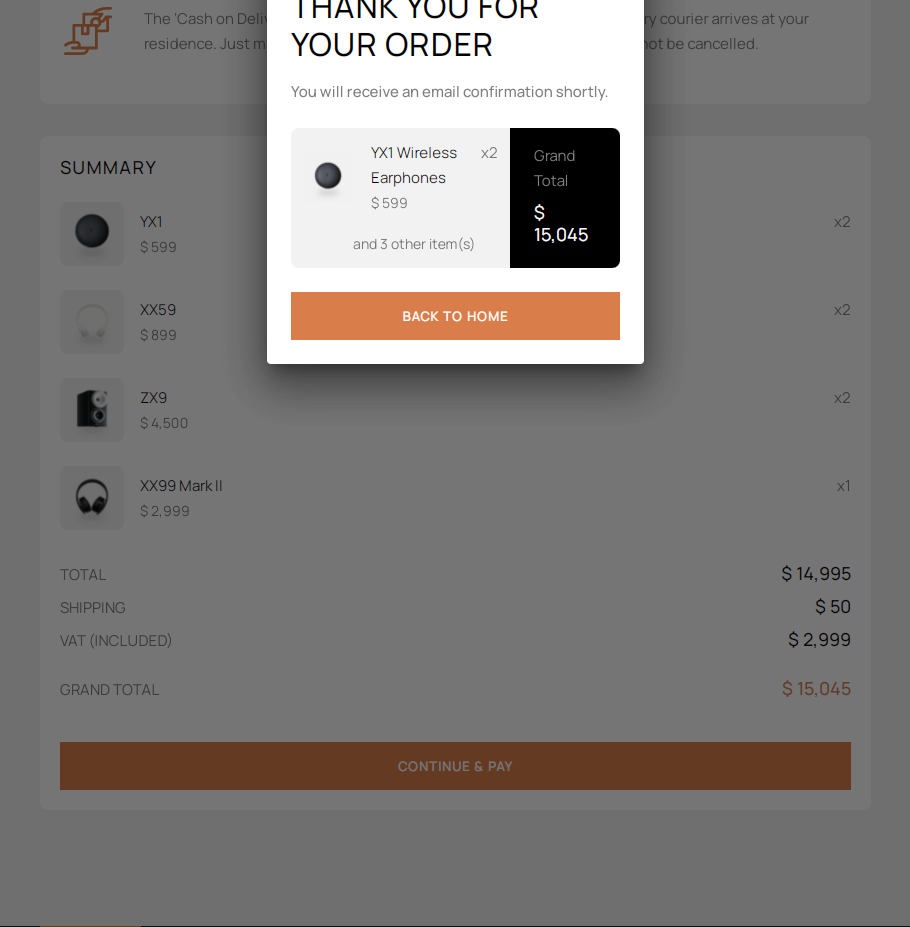 THANK YOU FOR
YOUR ORDER
The 'Cash on Deliv
ry courier arrives at your
residence. Just m
not be cancelled.
You will receive an email confirmation shortly.
YX1 Wireless x2
Earphones
$ 599
and 3 other item(s)
Grand
Total
$
15,045
BACK TO HOME
SUMMARY
YX1 x2
$ 599
XX59 x2
$ 899
ZX9 x2
$ 4,500
XX99 Mark II x1
$ 2,999
TOTAL $ 14,995
SHIPPING $ 50
VAT (INCLUDED) $ 2,999
GRAND TOTAL $ 15,045
CONTINUE & PAY